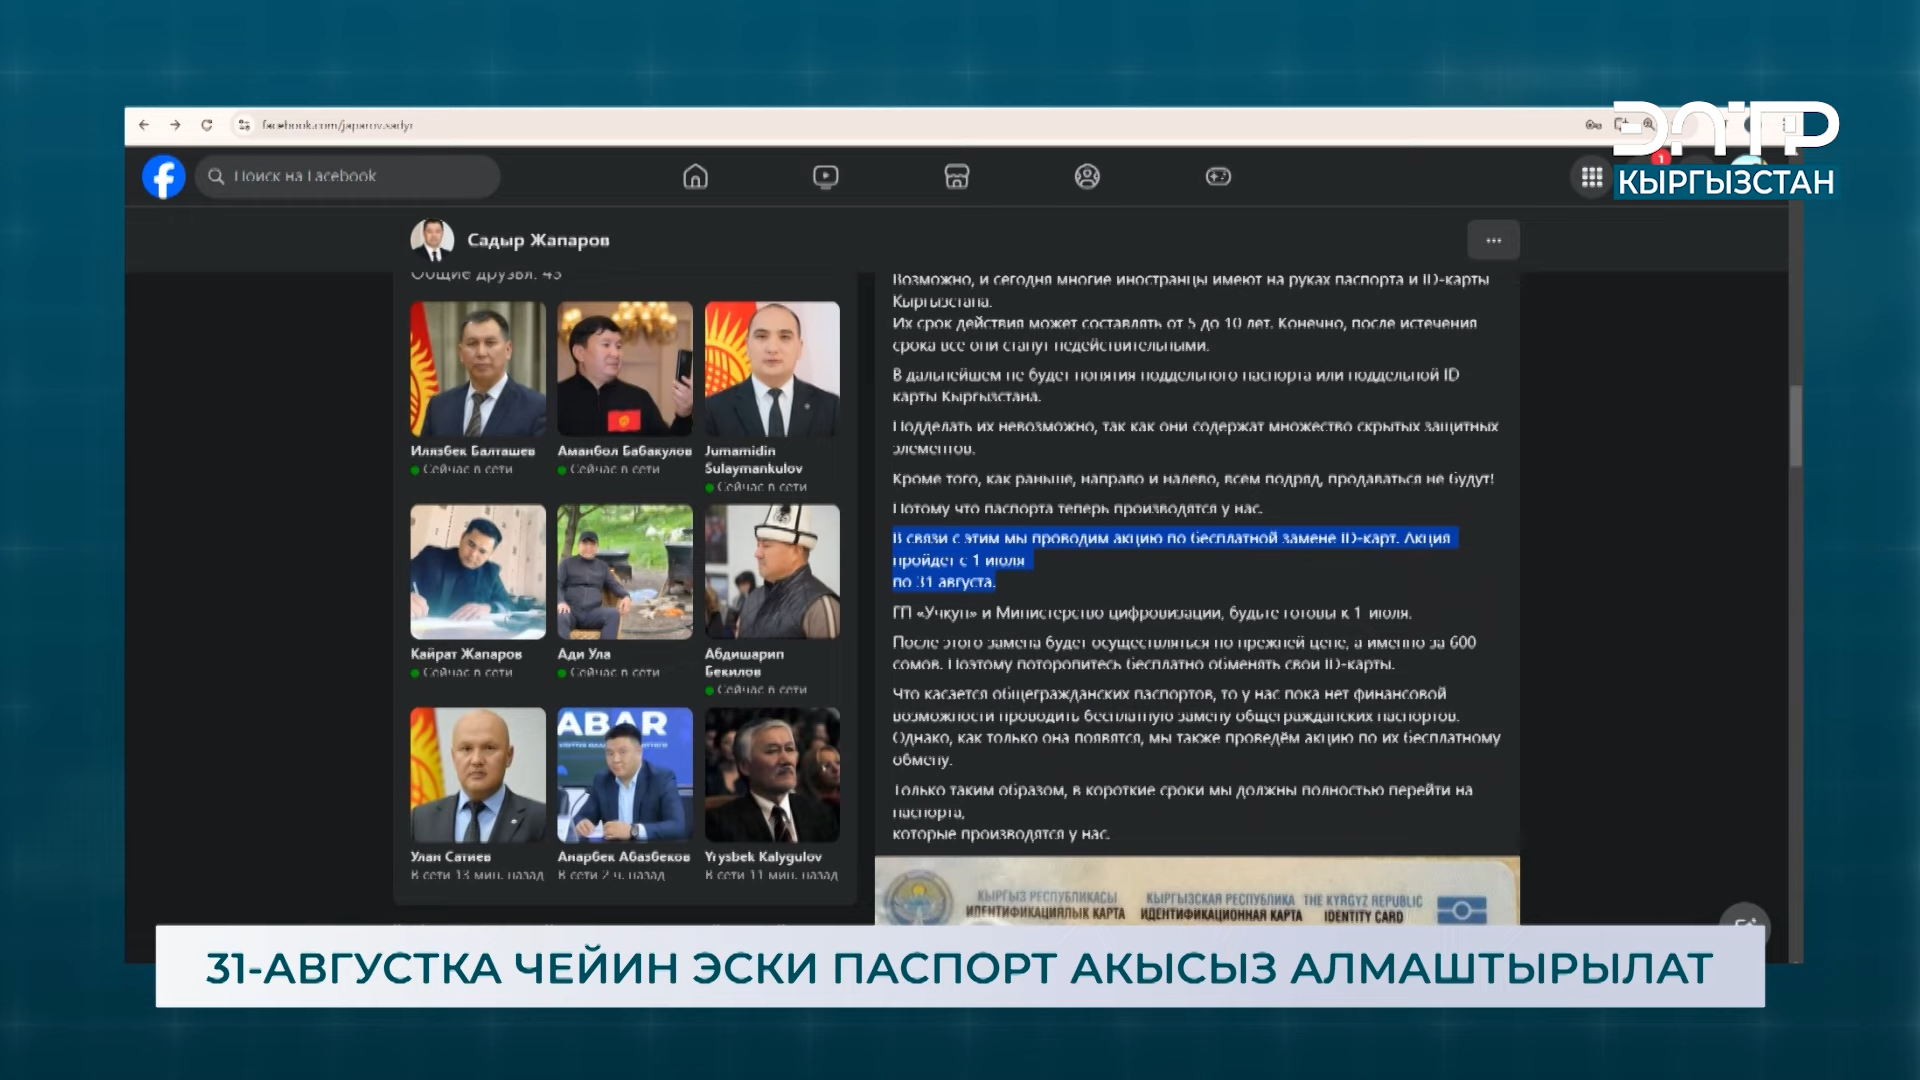 facebook.com/japarov.sadyr
ЭЛТР
КЫРГЫЗСТАН
Поиск на Facebook
1
Садыр Жапаров
Общие друзья: 43
Илязбек Балташев
Сейчас в сети
Аманбол Бабакулов
Сейчас в сети
Jumamidin
Sulaymankulov
Сейчас в сети
Кайрат Жапаров
Сейчас в сети
Ади Ула
Сейчас в сети
Абдишарип
Бекилов
Сейчас в сети
ABAR
Улан Сатиев
В сети 13 мин. назад
Анарбек Абазбеков
В сети 2 ч. назад
Yrysbek Kalygulov
В сети 11 мин. назад
Возможно, и сегодня многие иностранцы имеют на руках паспорта и ID-карты
Кыргызстана.
Их срок действия может составлять от 5 до 10 лет. Конечно, после истечения
срока все они станут недействительными.
В дальнейшем не будет понятия поддельного паспорта или поддельной ID
карты Кыргызстана.
Подделать их невозможно, так как они содержат множество скрытых защитных
элементов.
Кроме того, как раньше, направо и налево, всем подряд, продаваться не будут!
Потому что паспорта теперь производятся у нас.
В связи с этим мы проводим акцию по бесплатной замене ID-карт. Акция
пройдет с 1 июля
по 31 августа.
ГП «Учкун» и Министерство цифровизации, будьте готовы к 1 июля.
После этого замена будет осуществляться по прежней цене, а именно за 600
сомов. Поэтому поторопитесь бесплатно обменять свои ID-карты.
Что касается общегражданских паспортов, то у нас пока нет финансовой
возможности проводить бесплатную замену общегражданских паспортов.
Однако, как только она появятся, мы также проведём акцию по их бесплатному
обмену.
Только таким образом, в короткие сроки мы должны полностью перейти на
паспорта,
которые производятся у нас.
КЫРГЫЗ РЕСПУБЛИКАСЫ КЫРГЫЗСКАЯ РЕСПУБЛИКА THE KYRGYZ REPUBLIC
ИДЕНТИФИКАЦИЯЛЫК КАРТА ИДЕНТИФИКАЦИОННАЯ КАРТА IDENTITY CARD
31-АВГУСТКА ЧЕЙИН ЭСКИ ПАСПОРТ АКЫСЫЗ АЛМАШТЫРЫЛАТ